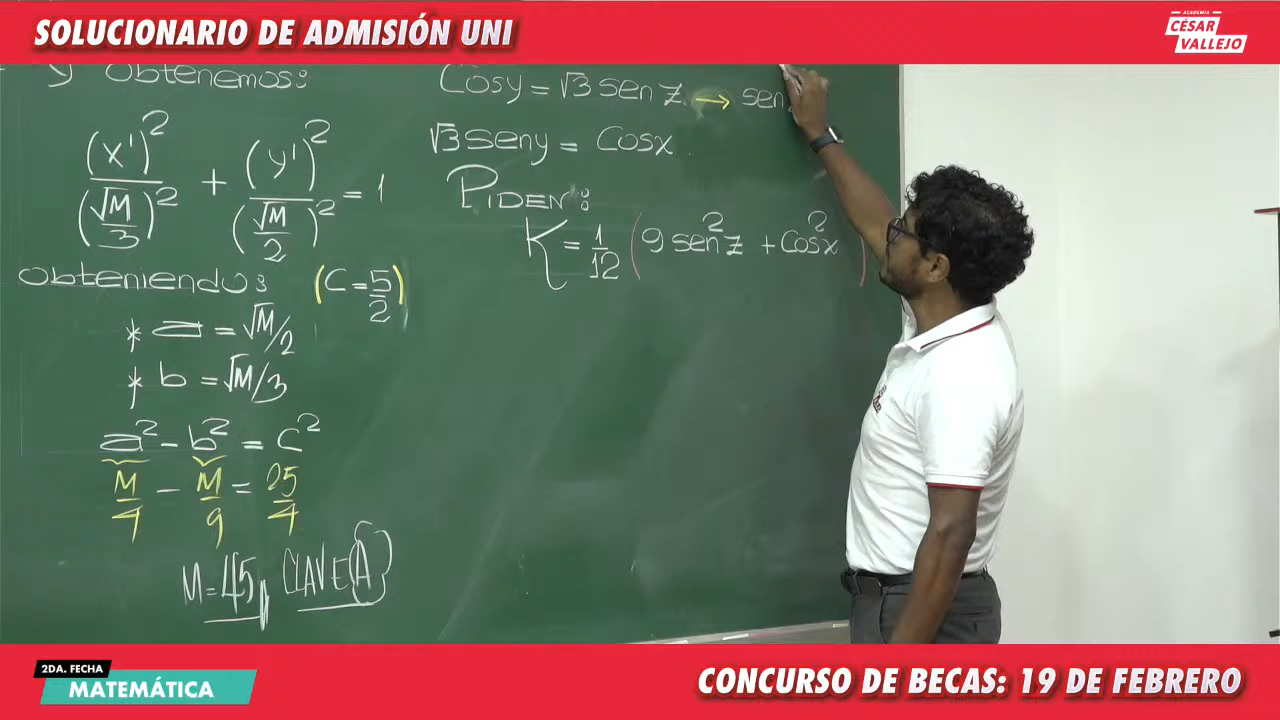 SOLUCIONARIO DE ADMISIÓN UNI
ACADEMIA
CÉSAR
VALLEJO
y obtenemos:
(x')²/(√M/3)² + (y')²/(√M/2)² = 1
Obteniendo: (C = 5/2)
* a = √M/2
* b = √M/3
a² - b² = c²
M/4 - M/9 = 25/4
M = 45 CLAVE A
Cosy = √3 sen z → sen
√3 seny = Cosx
PIDEN:
K = 1/12 (9 sen²z + Cos²x)
2DA. FECHA
MATEMÁTICA
CONCURSO DE BECAS: 19 DE FEBRERO